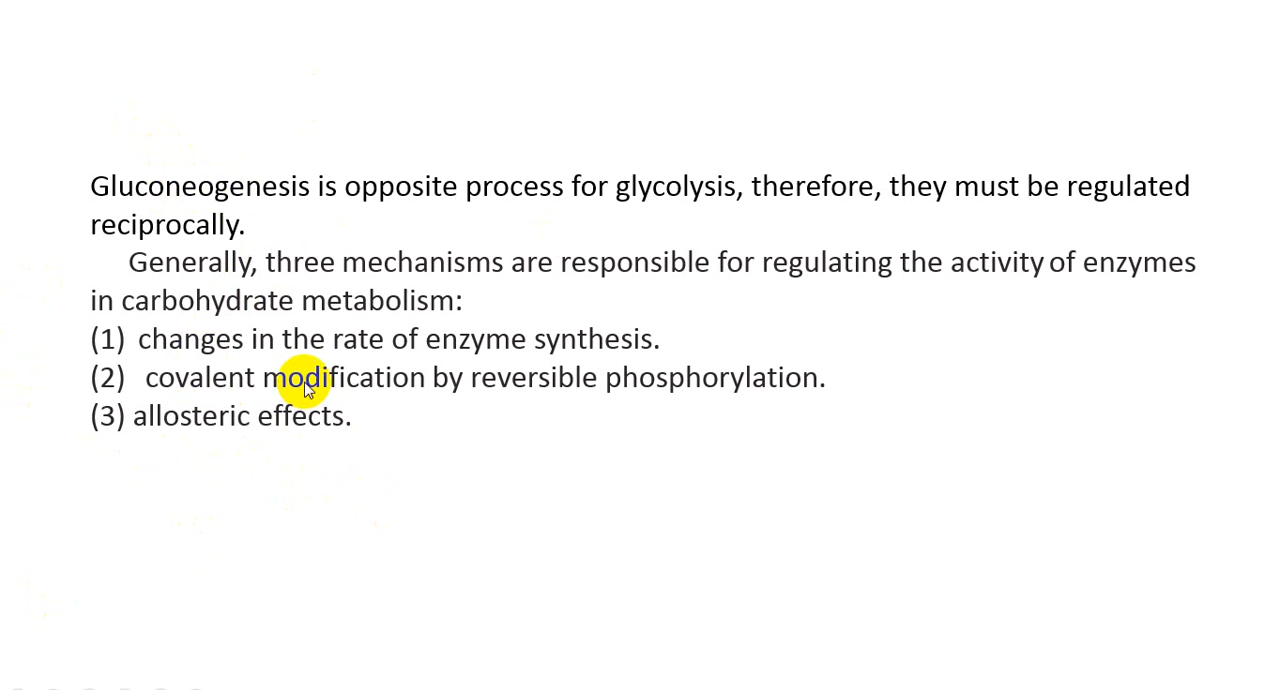 Gluconeogenesis is opposite process for glycolysis, therefore, they must be regulated
reciprocally.
Generally, three mechanisms are responsible for regulating the activity of enzymes
in carbohydrate metabolism:
(1) changes in the rate of enzyme synthesis.
(2) covalent modification by reversible phosphorylation.
(3) allosteric effects.